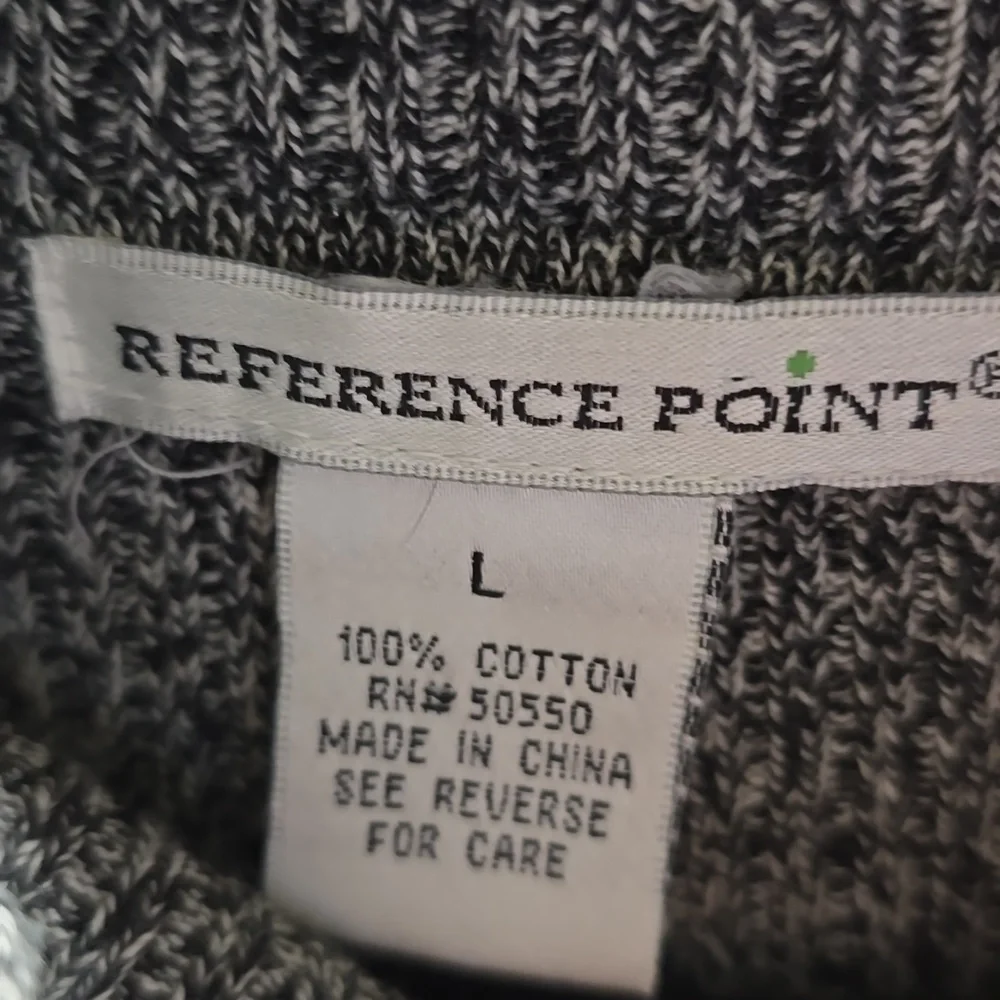 REFERENCE POINT®
L
100% COTTON
RN# 50550
MADE IN CHINA
SEE REVERSE
FOR CARE